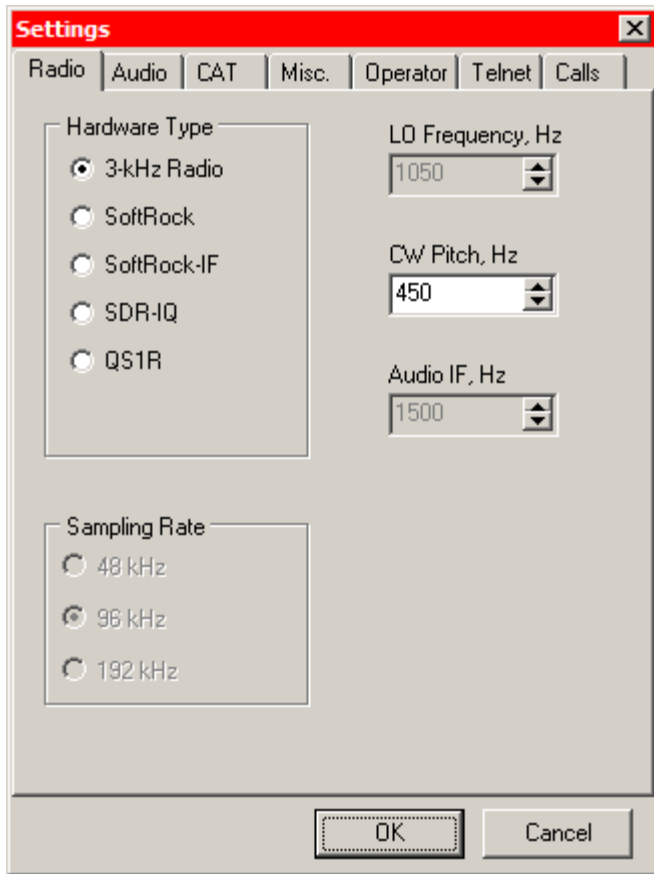 Settings
Radio Audio CAT Misc. Operator Telnet Calls
Hardware Type
3-kHz Radio
SoftRock
SoftRock-IF
SDR-IQ
QS1R
LO Frequency, Hz
1050
CW Pitch, Hz
450
Audio IF, Hz
1500
Sampling Rate
48 kHz
96 kHz
192 kHz
OK Cancel